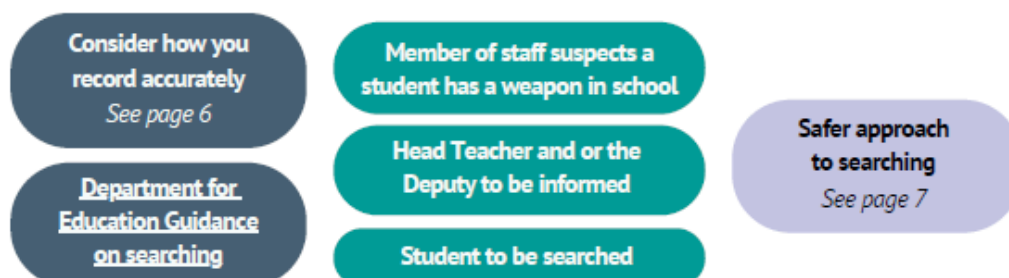 Consider how you
record accurately
See page 6
Department for
Education Guidance
on searching
Member of staff suspects a
student has a weapon in school
Head Teacher and or the
Deputy to be informed
Student to be searched
Safer approach
to searching
See page 7